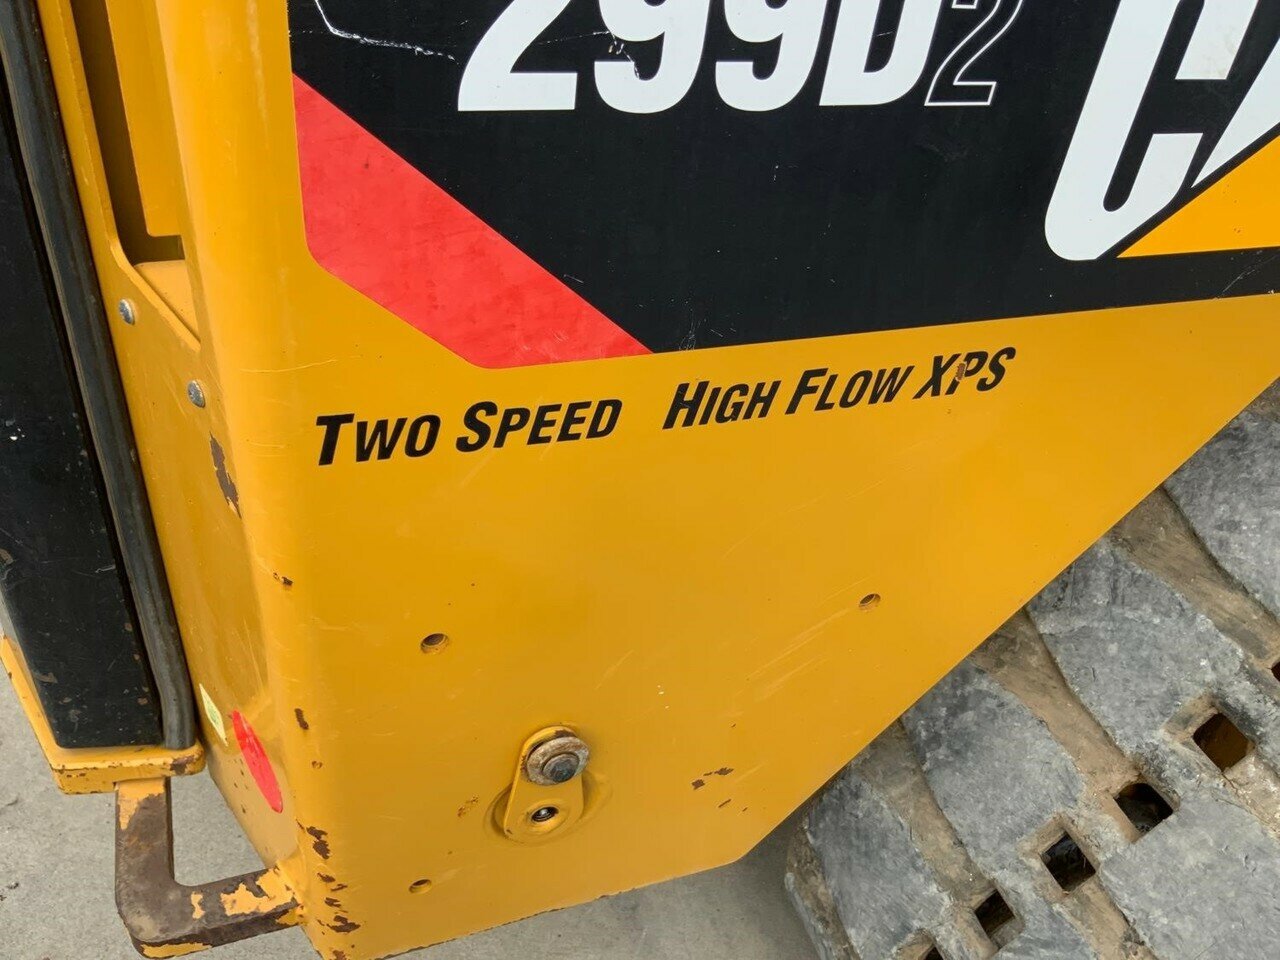 299D2
TWO SPEED HIGH FLOW XPS